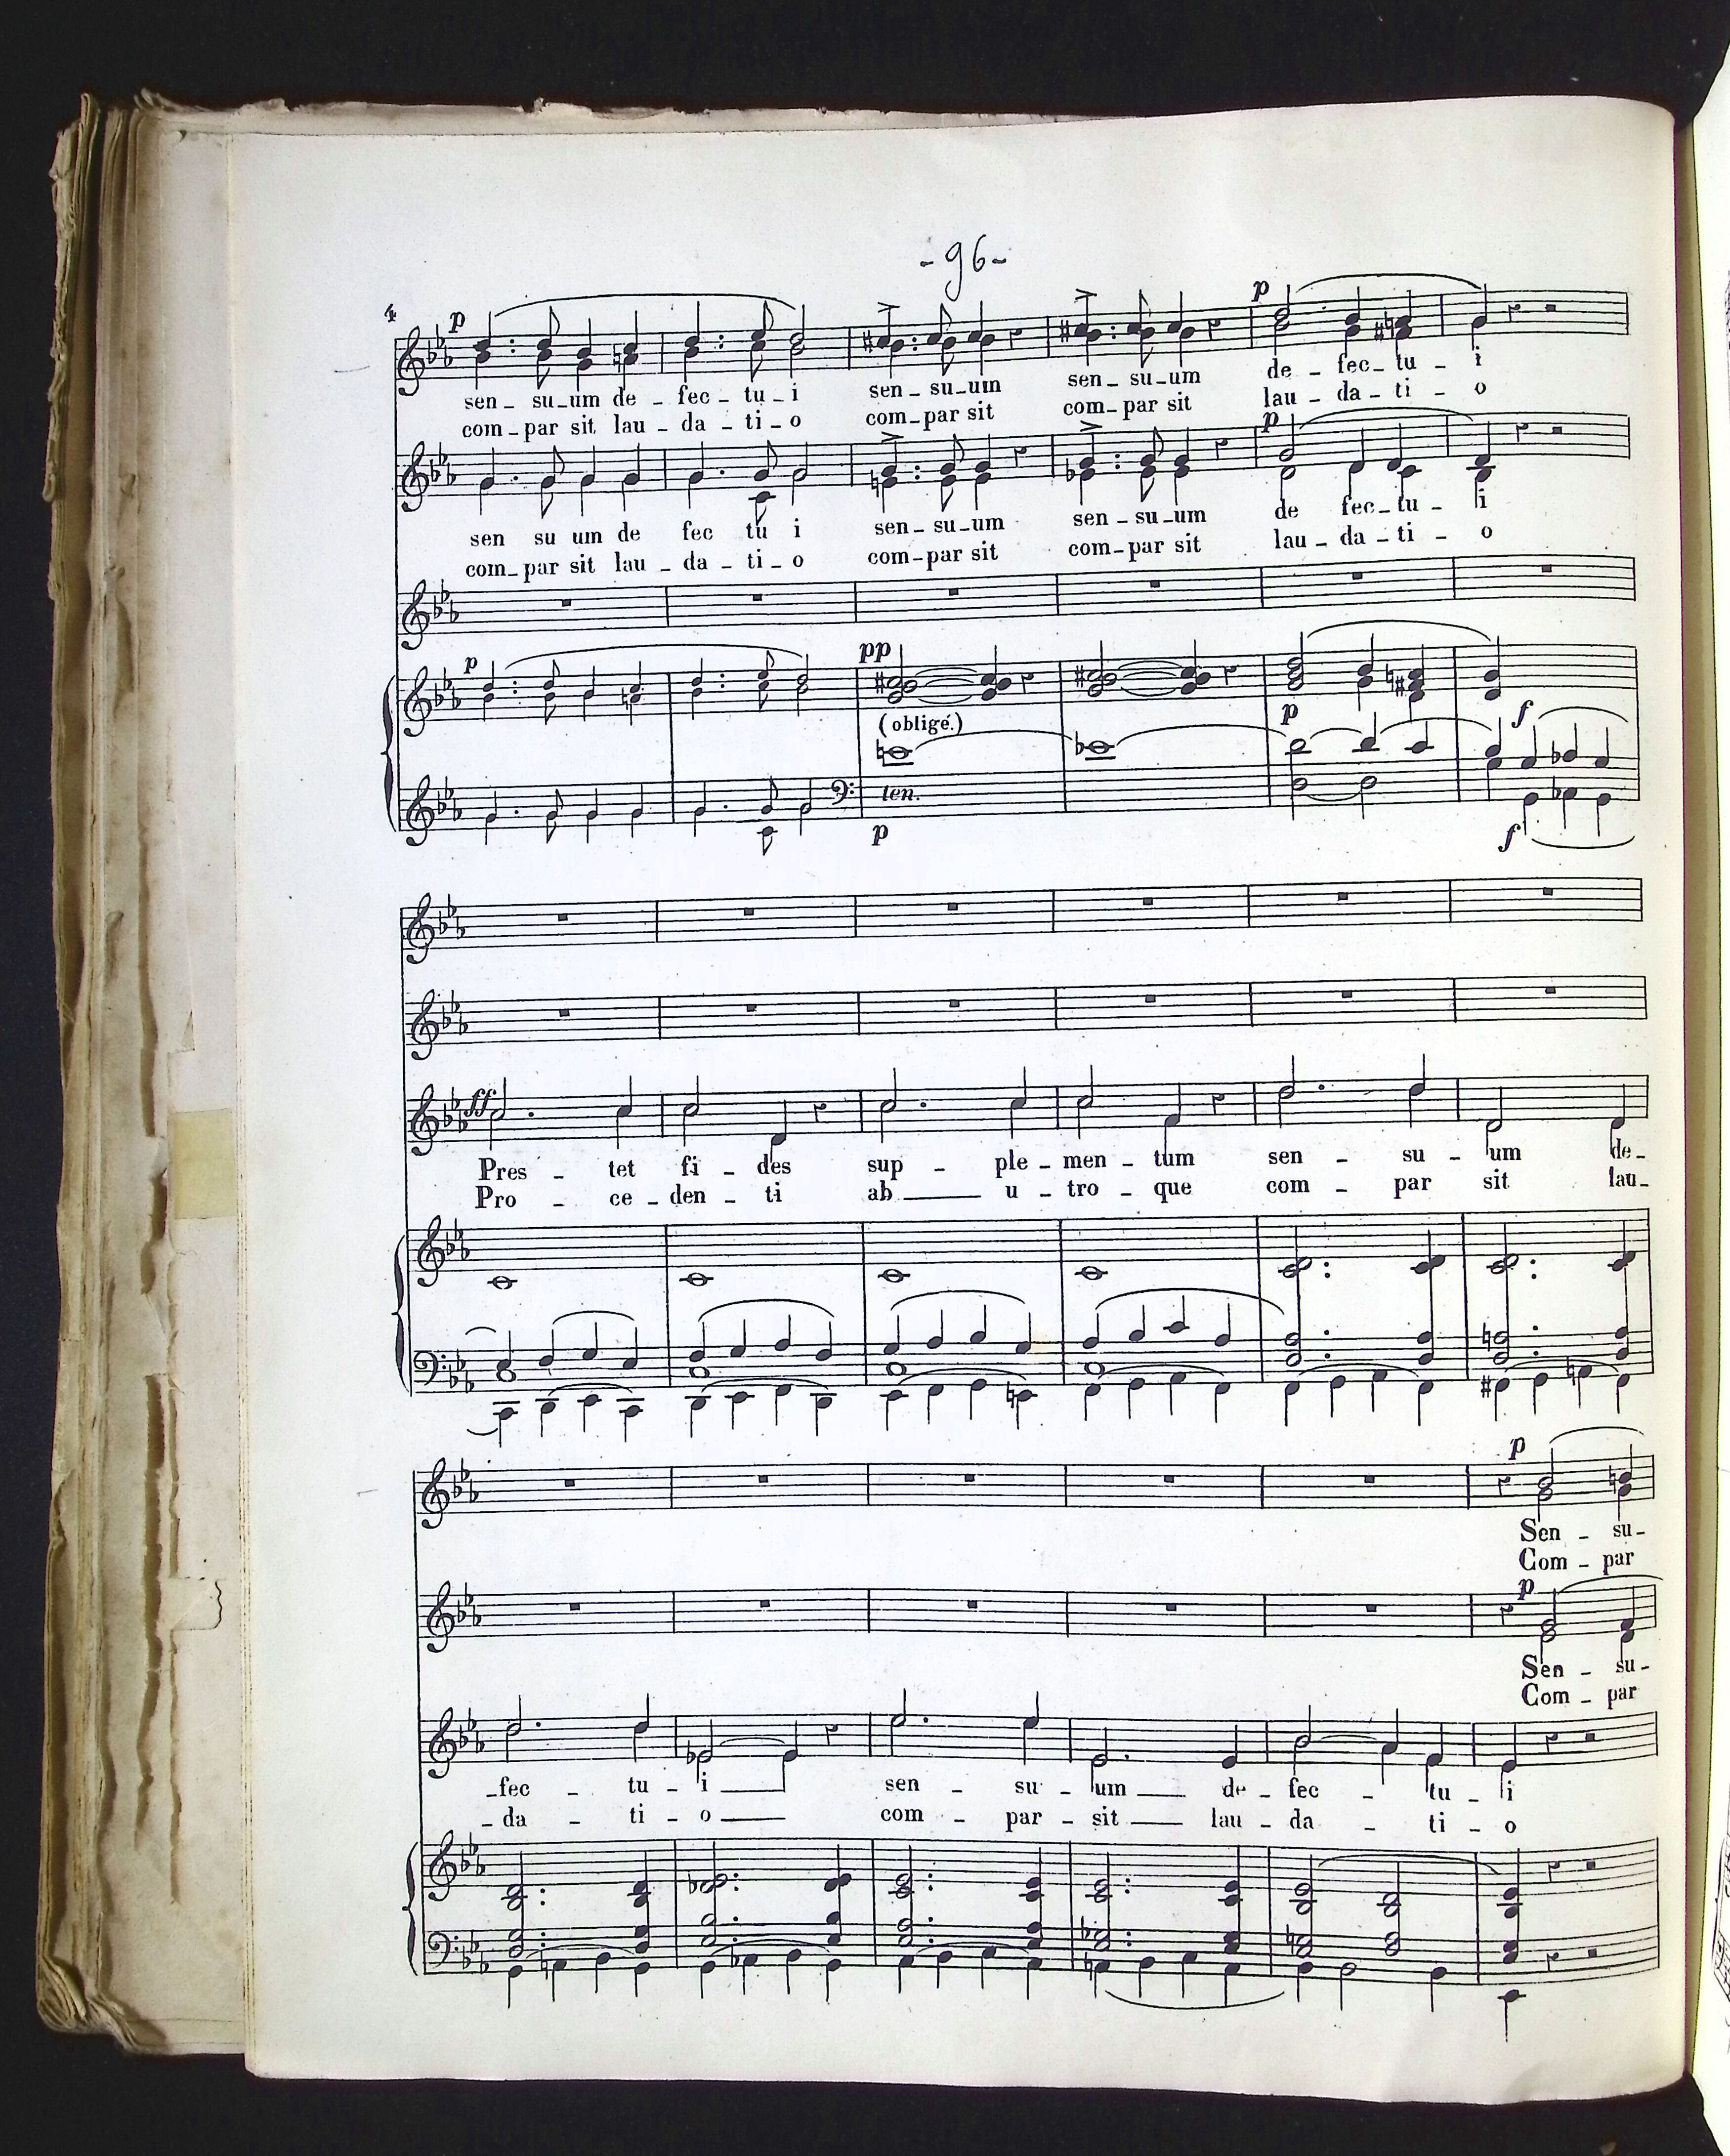 - 96 -
4
p
p
sen _ su _ um de _ fec _ tu _ i sen _ su _ um sen _ su _ um de _ fec _ tu _ i
com _ par sit lau _ da _ ti _ o com _ par sit com _ par sit lau _ da _ ti _ o
p
sen su um de fec tu i sen _ su _ um sen _ su _ um de fec _ tu _ i
com _ par sit lau _ da _ ti _ o com _ par sit com _ par sit lau _ da _ ti _ o
p pp
(obligé.) p f
ten.
p f
ff
Pres _ tet fi _ des sup _ ple _ men _ tum sen _ su _ um de _
Pro _ ce _ den _ ti ab ___ u _ tro _ que com _ par sit lau _
p
Sen _ su _
Com _ par
p
Sen _ su _
Com _ par
_ fec _ tu _ i ___ sen _ su _ um ___ de _ fec _ tu _ i
_ da _ ti _ o ___ com _ par _ sit ___ lau _ da _ ti _ o